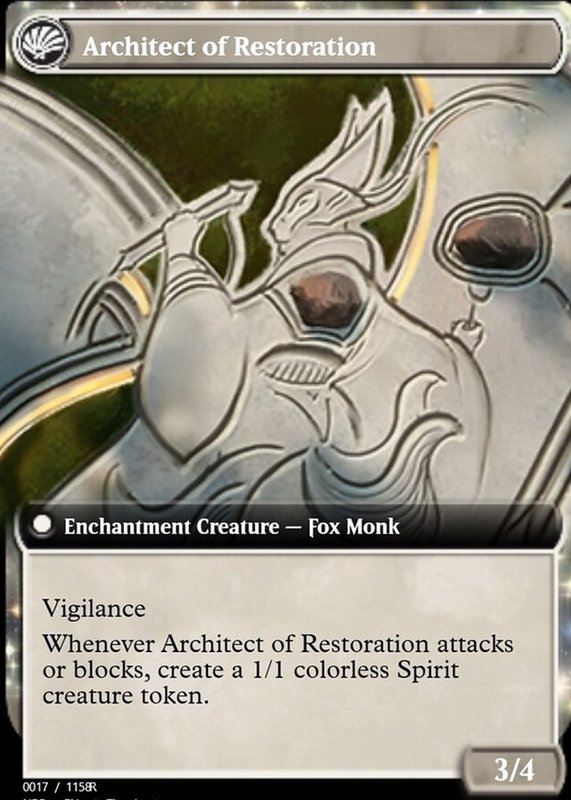 Architect of Restoration
Enchantment Creature — Fox Monk
Vigilance
Whenever Architect of Restoration attacks
or blocks, create a 1/1 colorless Spirit
creature token.
3/4
0017 / 1158R